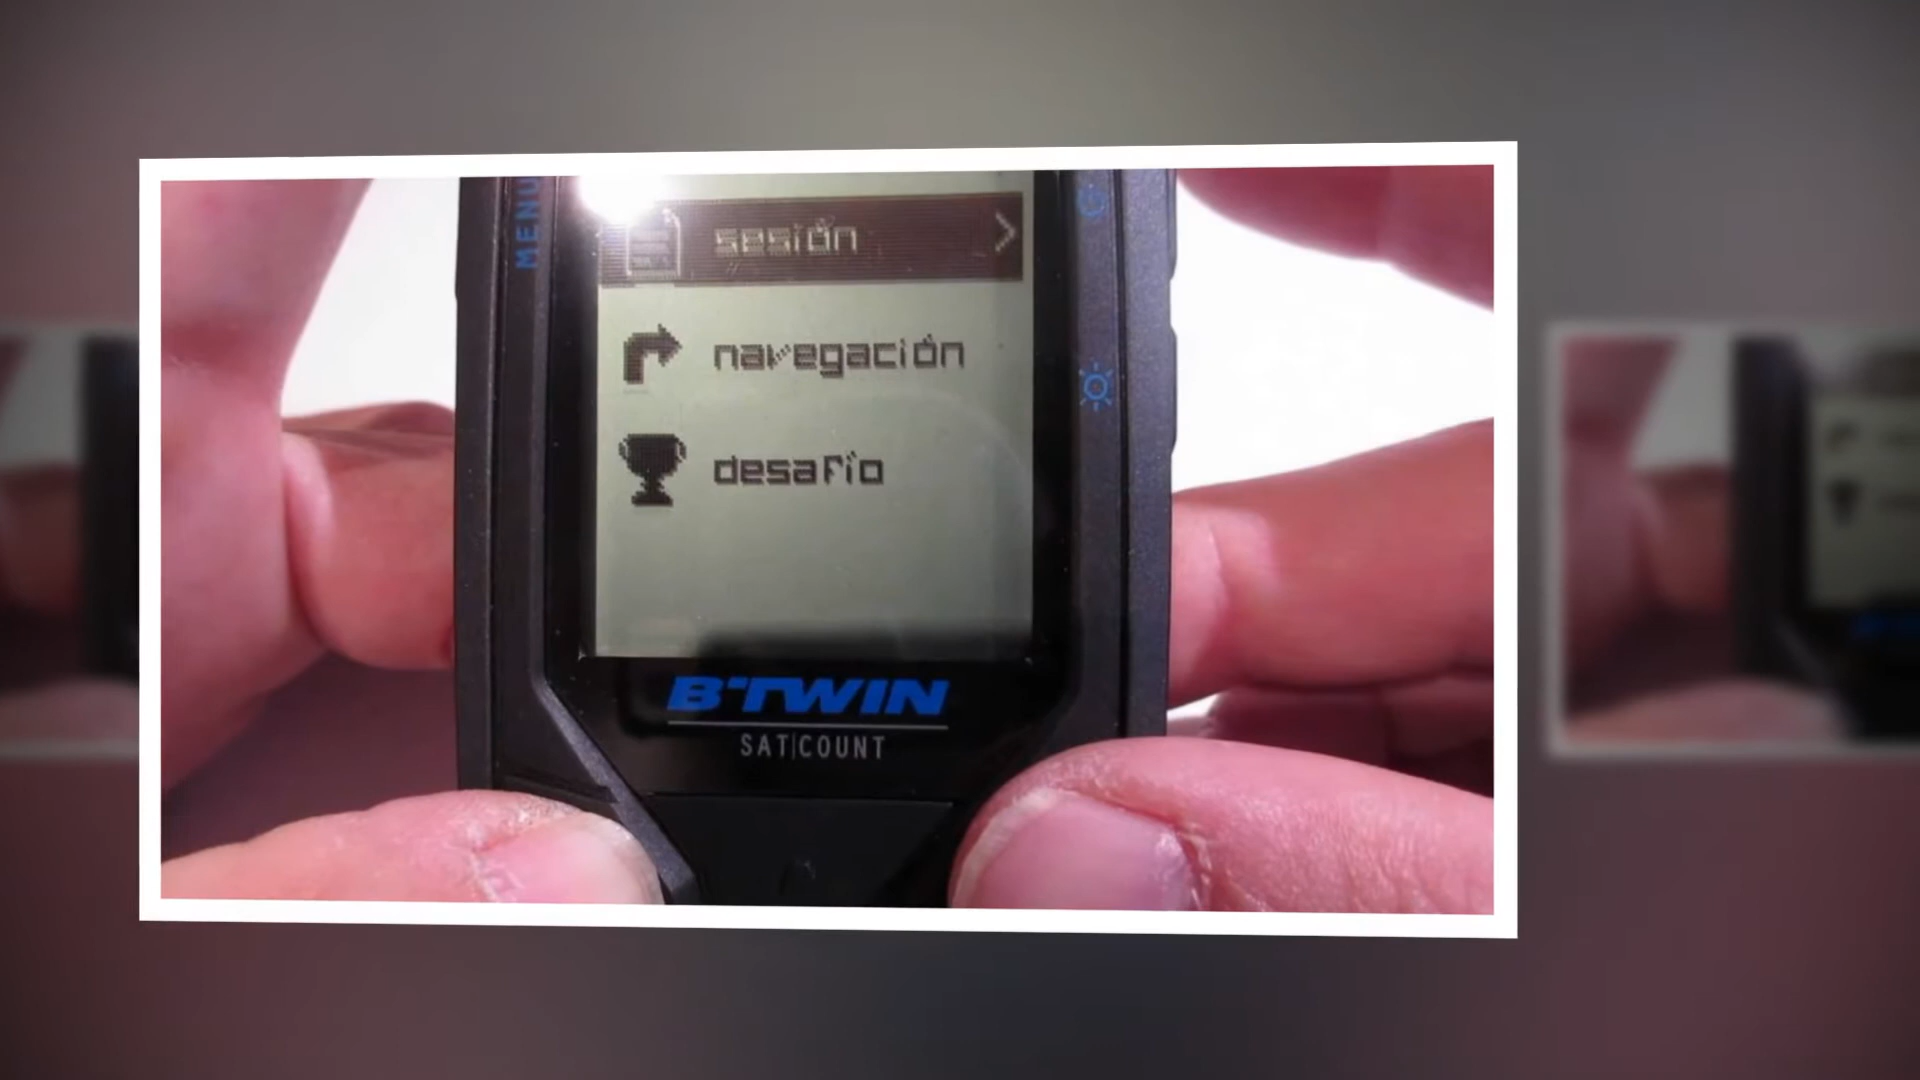 MENU
sesión
navegación
desafío
B'TWIN
SAT|COUNT